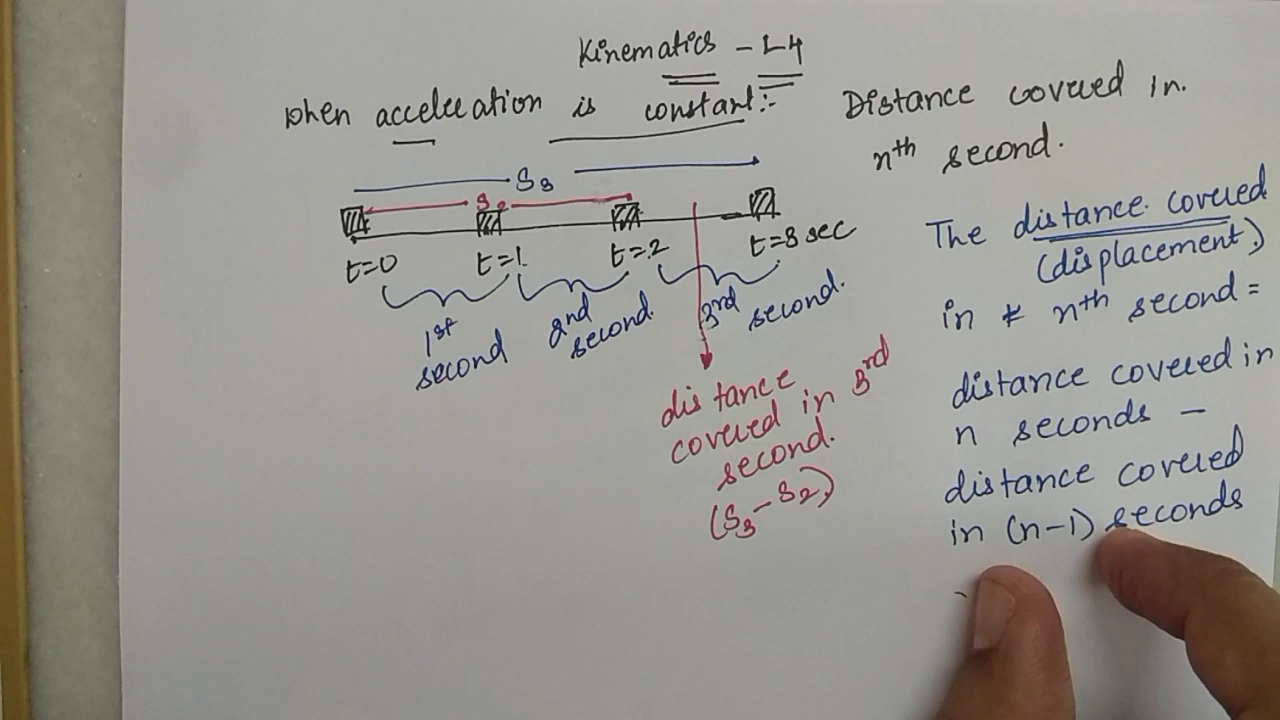 Kinematics - L4
when acceleration is constant:-
S3
S2
t=0
t=1
t=2
t=3 sec
1st second
2nd second.
3rd second.
distance
covered in 3rd
second.
(S3-S2)
Distance covered in.
nth second.
The distance covered
(displacement)
in * nth second =
distance covered in
n seconds -
distance covered
in (n-1) seconds